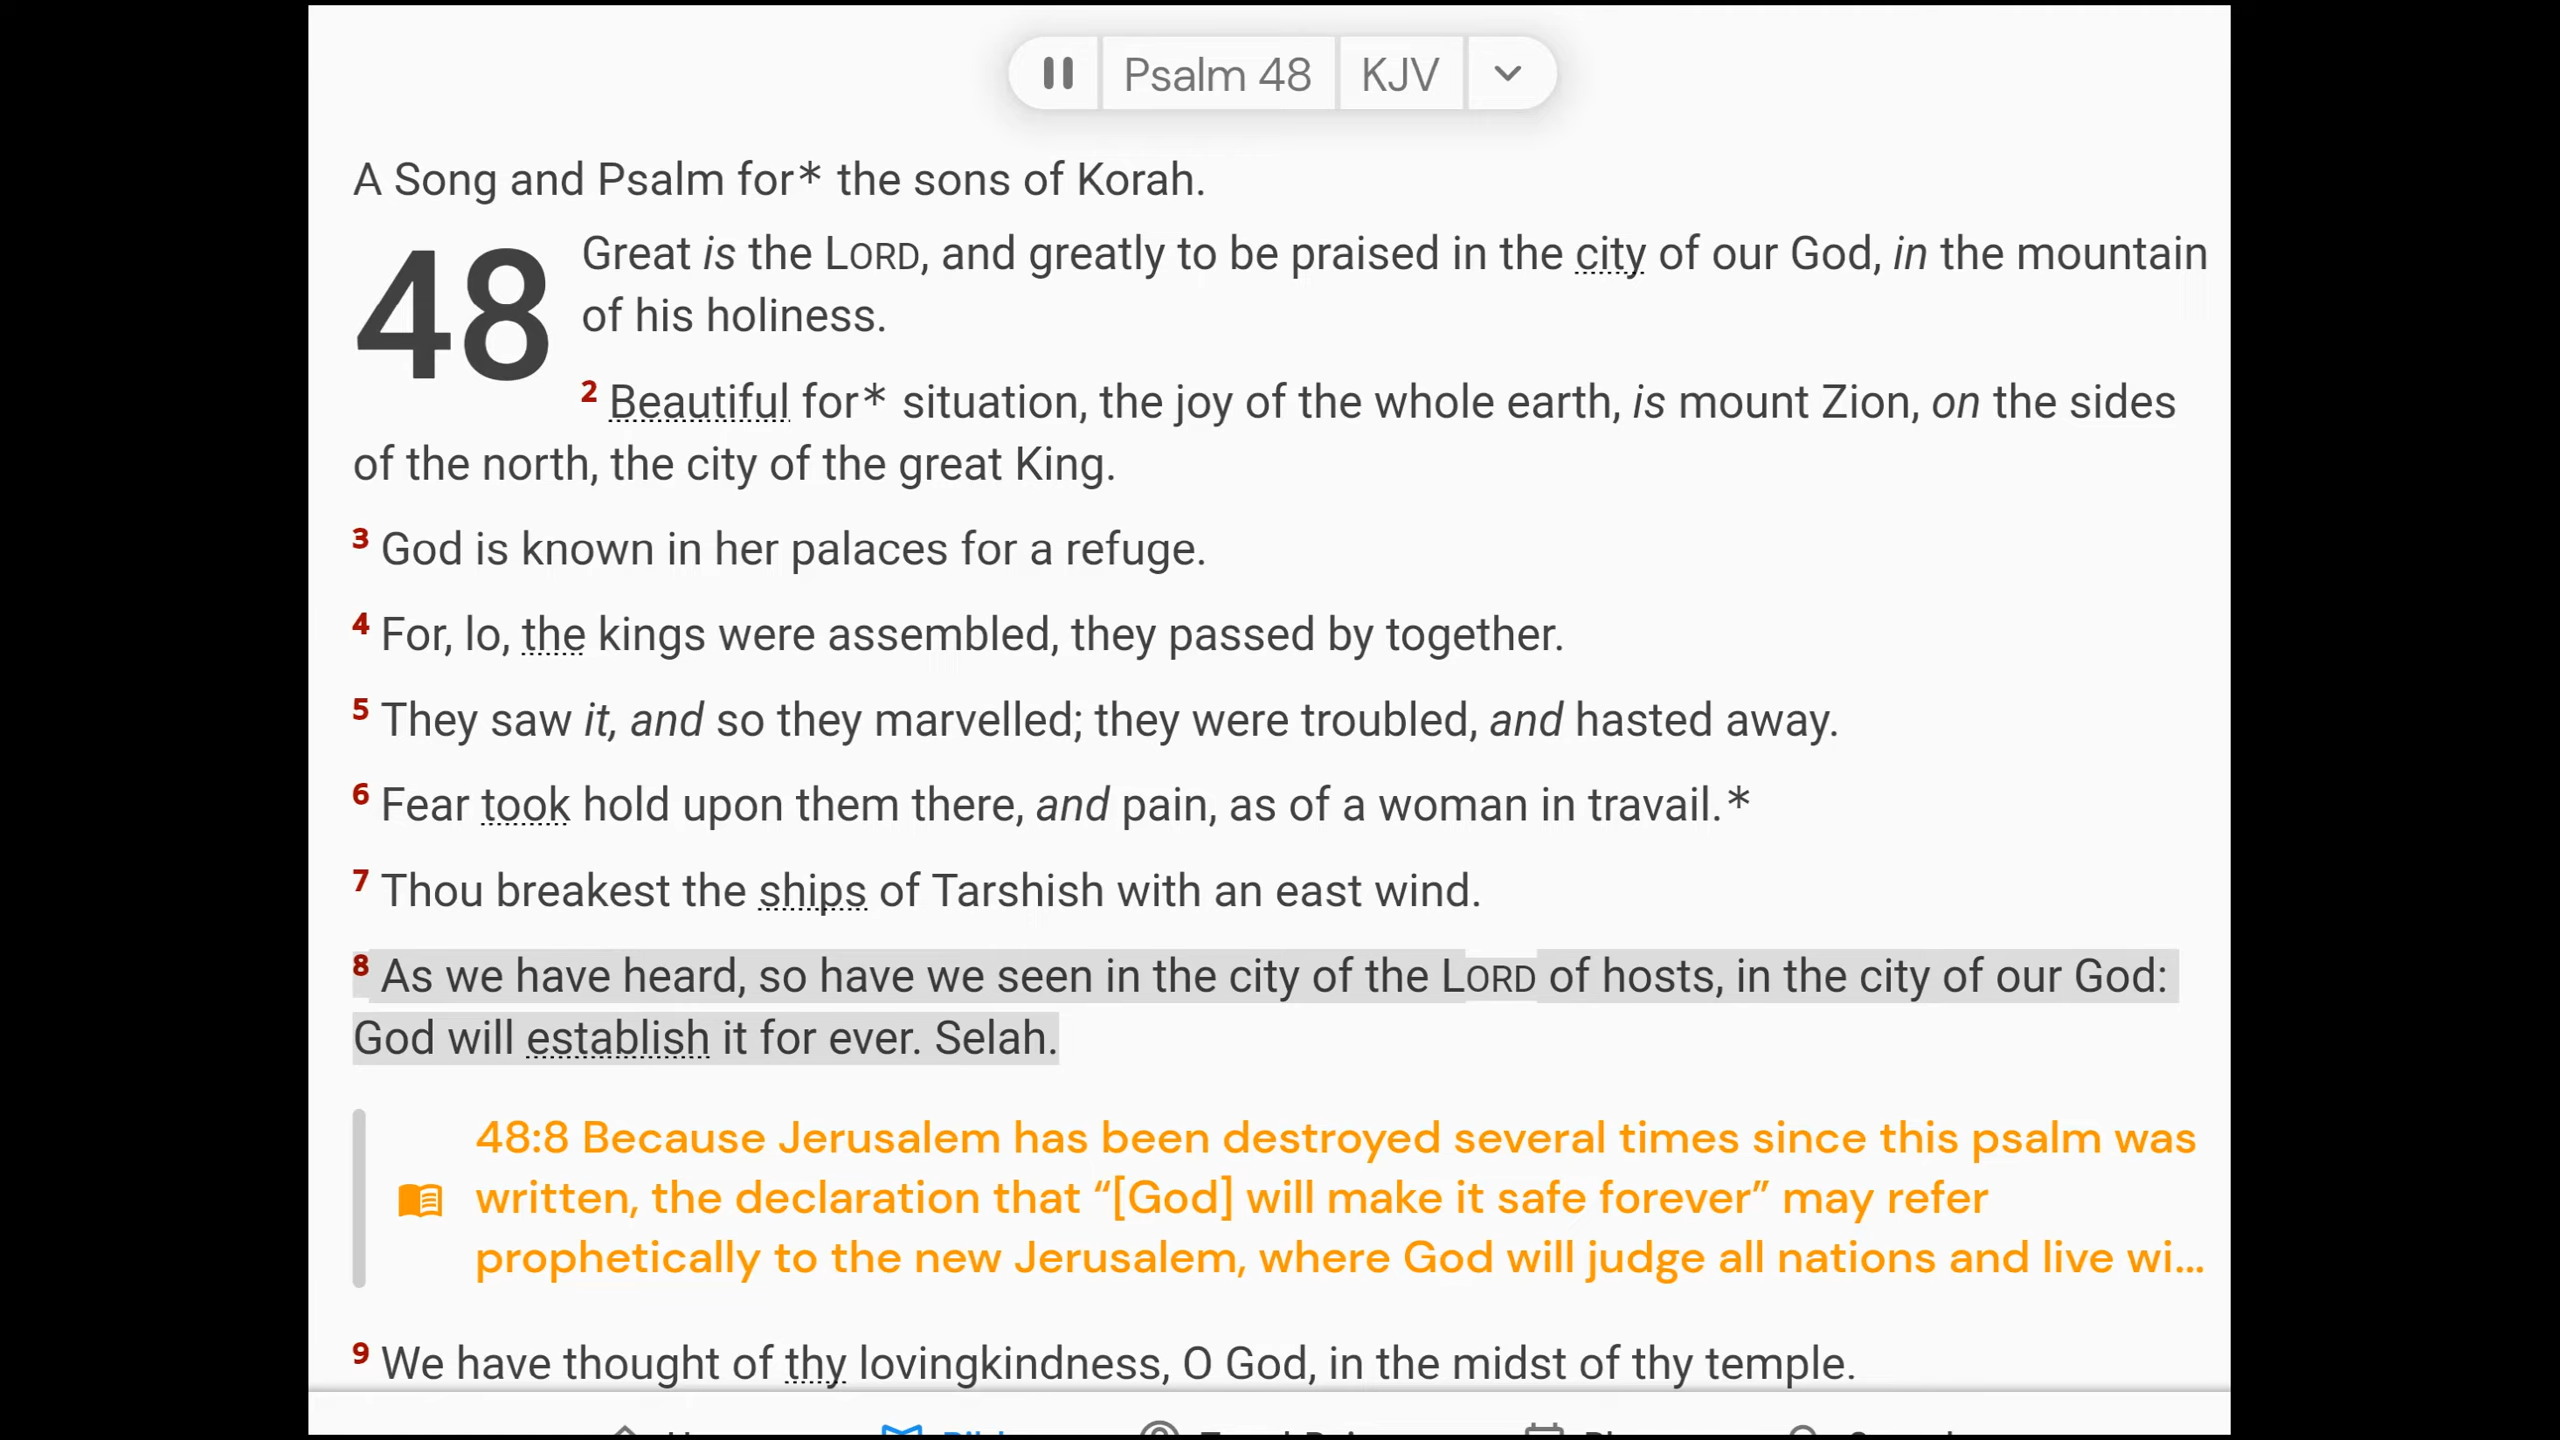 Psalm 48 KJV
A Song and Psalm for* the sons of Korah.
48
Great is the LORD, and greatly to be praised in the city of our God, in the mountain
of his holiness.
2 Beautiful for* situation, the joy of the whole earth, is mount Zion, on the sides
of the north, the city of the great King.
3 God is known in her palaces for a refuge.
4 For, lo, the kings were assembled, they passed by together.
5 They saw it, and so they marvelled; they were troubled, and hasted away.
6 Fear took hold upon them there, and pain, as of a woman in travail.*
7 Thou breakest the ships of Tarshish with an east wind.
8 As we have heard, so have we seen in the city of the LORD of hosts, in the city of our God:
God will establish it for ever. Selah.
48:8 Because Jerusalem has been destroyed several times since this psalm was
written, the declaration that “[God] will make it safe forever” may refer
prophetically to the new Jerusalem, where God will judge all nations and live wi...
9 We have thought of thy lovingkindness, O God, in the midst of thy temple.